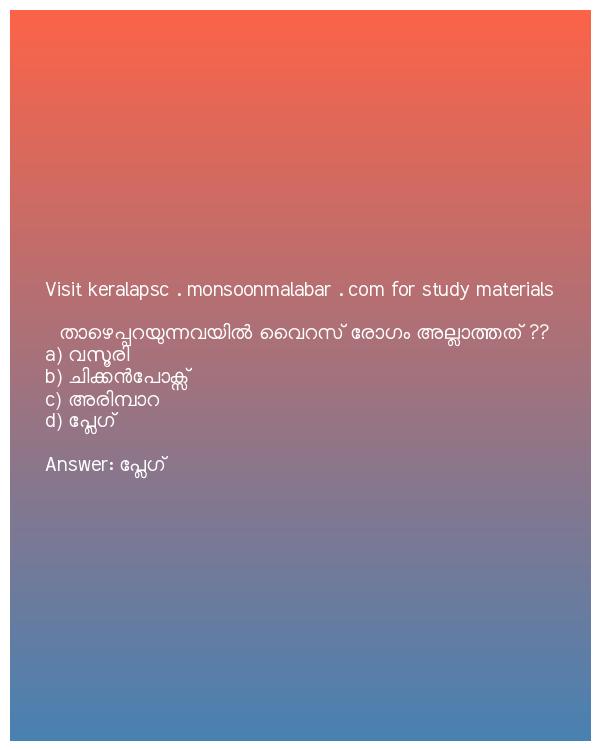 Visit keralapsc . monsoonmalabar . com for study materials
താഴെപ്പറയുന്നവയിൽ വൈറസ് രോഗം അല്ലാത്തത് ??
a) വസൂരി
b) ചിക്കൻപോക്സ്
c) അരിമ്പാറ
d) പ്ലേഗ്
Answer: പ്ലേഗ്